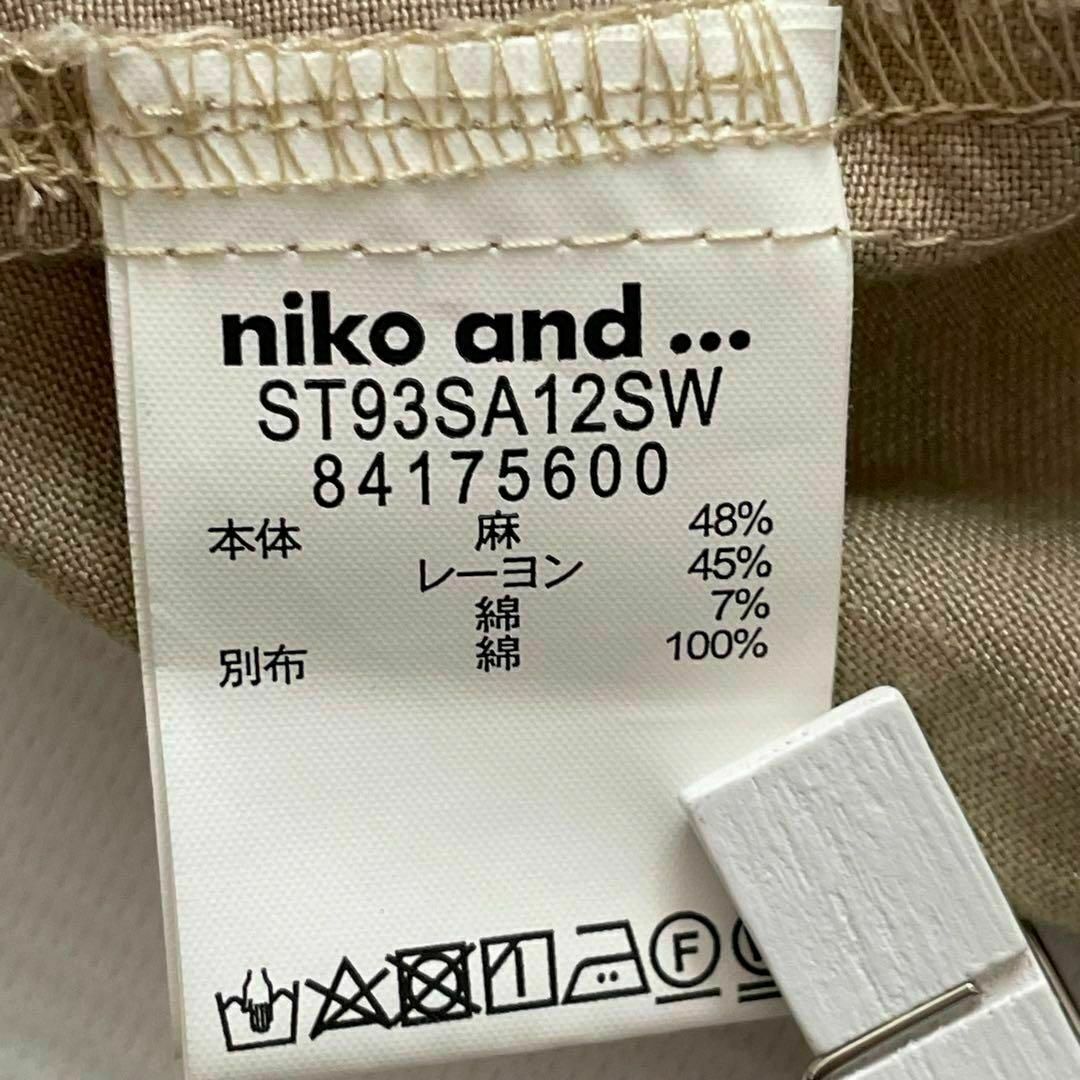 niko and ...
ST93SA12SW
84175600
本体 麻 48%
レーヨン 45%
綿 7%
別布 綿 100%
F